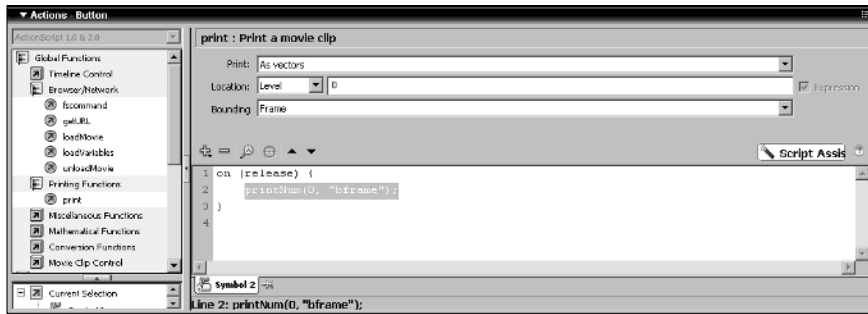 ▼ Actions - Button
ActionScript 1.0 & 2.0
Global Functions
Timeline Control
Browser/Network
fscommand
getURL
loadMovie
loadVariables
unloadMovie
Printing Functions
print
Miscellaneous Functions
Mathematical Functions
Conversion Functions
Movie Clip Control
Current Selection
print : Print a movie clip
Print: As vectors
Location: Level 0 Expression
Bounding Frame
Script Assis
1 on (release) {
2 printNum(0, "bframe");
3 }
4
Symbol 2
Line 2: printNum(0, "bframe");